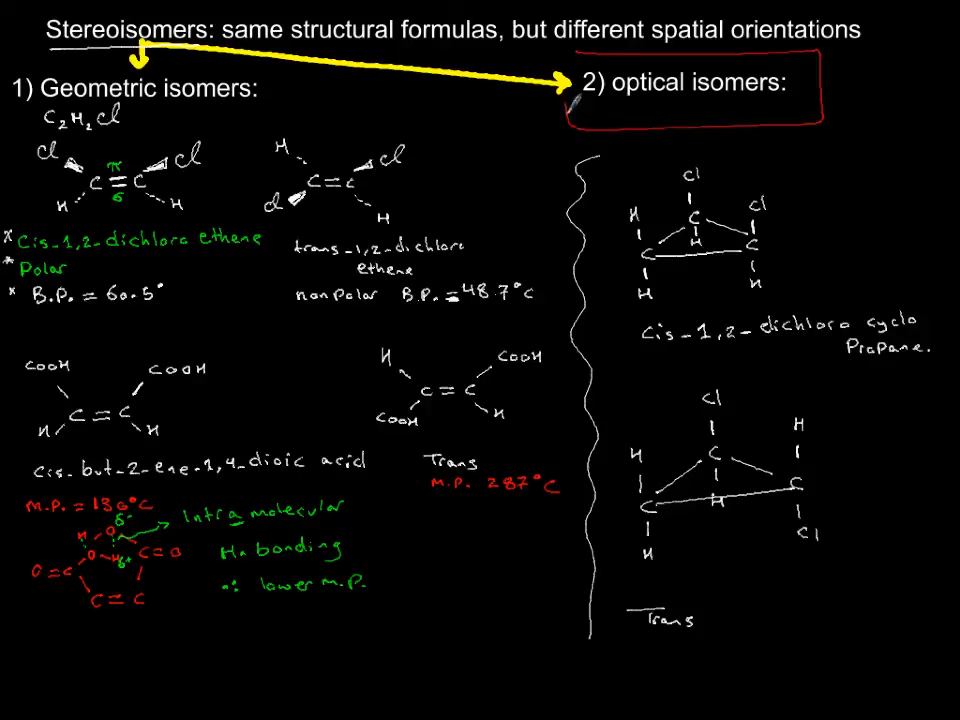 Stereoisomers: same structural formulas, but different spatial orientations
1) Geometric isomers:
C2H2Cl
Cl Cl
π
C = C
σ
H H
* Cis-1,2-dichloro ethene
* Polar
* B.P. = 60.5°
H Cl
C = C
Cl H
trans-1,2-dichloro
ethene
nonpolar B.P. = 48.7°C
COOH COOH
C = C
H H
Cis-but-2-ene-1,4-dioic acid
M.P. = 130°C
δ-
H O
O H C=O
δ+
O=C
C = C
Intra molecular
H. bonding
∴ lower M.P.
H COOH
C = C
COOH H
Trans
M.P. 287°C
2) optical isomers:
Cl
H C Cl
H
C C
H H
Cis-1,2-dichloro cyclo
Propane.
Cl
H
H C
C
C H
Cl
H
Trans